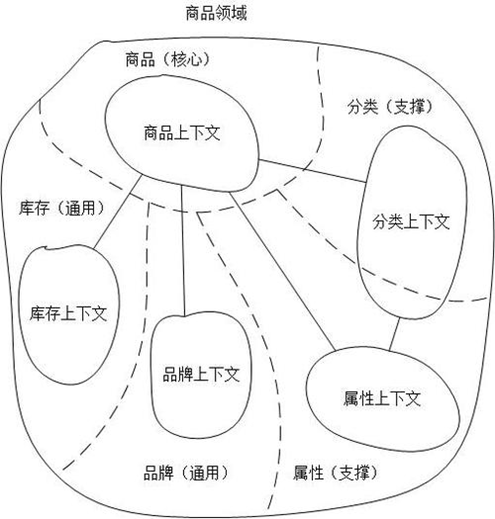 商品领域
商品（核心）
分类（支撑）
商品上下文
库存（通用）
分类上下文
库存上下文
品牌上下文
属性上下文
品牌（通用）
属性（支撑）